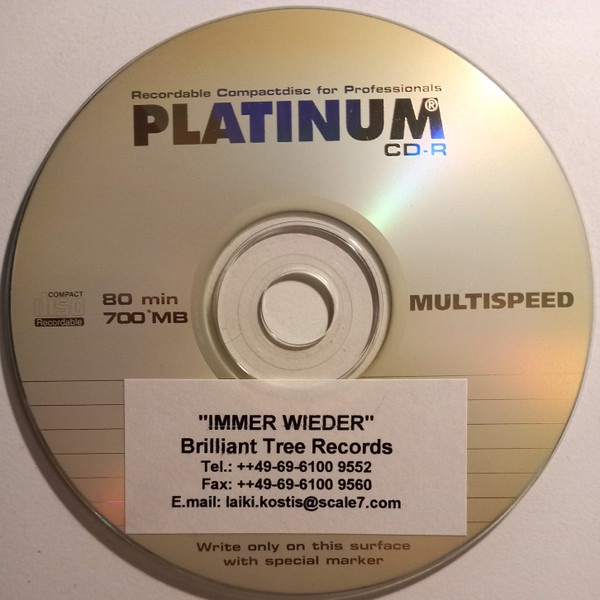 Recordable Compactdisc for Professionals
PLATINUM®
CD-R
COMPACT
disc
Recordable
80 min
700*MB
MULTISPEED
"IMMER WIEDER"
Brilliant Tree Records
Tel.: ++49-69-6100 9552
Fax: ++49-69-6100 9560
E.mail: laiki.kostis@scale7.com
Write only on this surface
with special marker